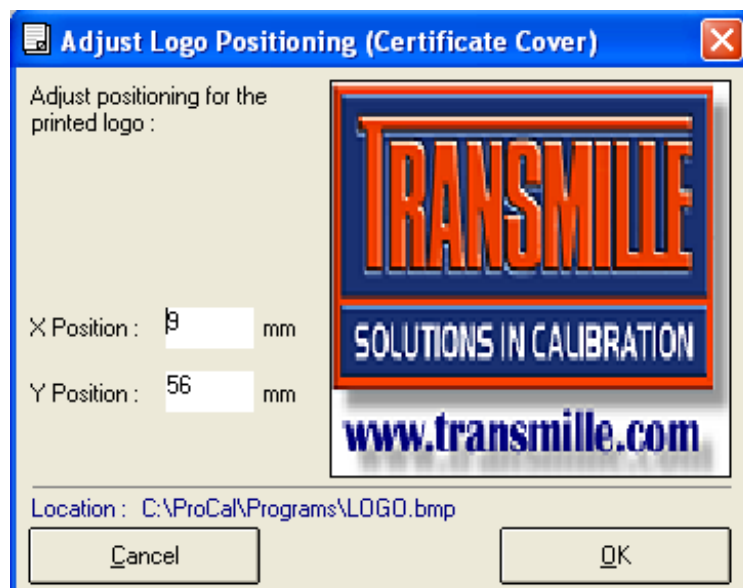 Adjust Logo Positioning (Certificate Cover)
Adjust positioning for the
printed logo :
TRANSMILLE
SOLUTIONS IN CALIBRATION
www.transmille.com
X Position : 9 mm
Y Position : 56 mm
Location : C:\ProCal\Programs\LOGO.bmp
Cancel
OK